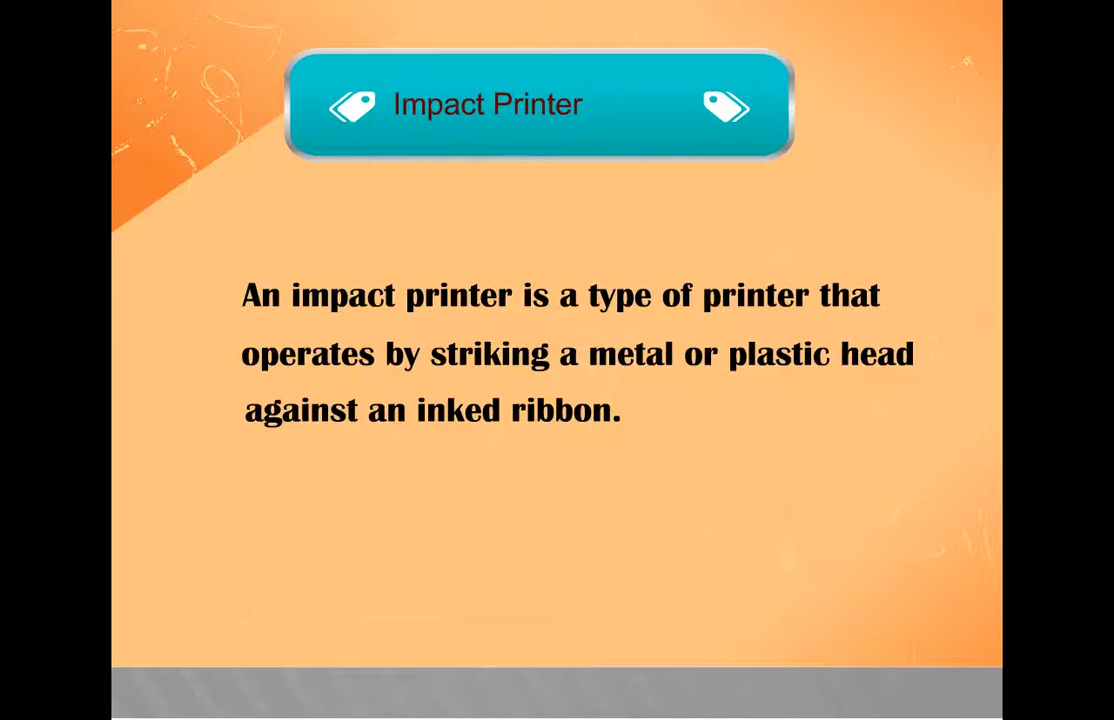 Impact Printer
An impact printer is a type of printer that
operates by striking a metal or plastic head
against an inked ribbon.